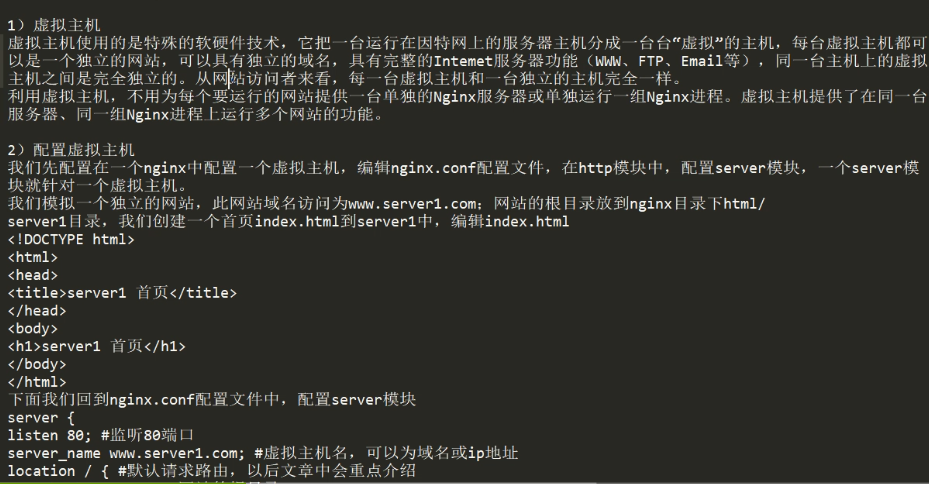 1）虚拟主机
虚拟主机使用的是特殊的软硬件技术，它把一台运行在因特网上的服务器主机分成一台台“虚拟”的主机，每台虚拟主机都可
以是一个独立的网站，可以具有独立的域名，具有完整的Intemet服务器功能（WWW、FTP、Email等），同一台主机上的虚拟
主机之间是完全独立的。从网站访问者来看，每一台虚拟主机和一台独立的主机完全一样。
利用虚拟主机，不用为每个要运行的网站提供一台单独的Nginx服务器或单独运行一组Nginx进程。虚拟主机提供了在同一台
服务器、同一组Nginx进程上运行多个网站的功能。
2）配置虚拟主机
我们先配置在一个nginx中配置一个虚拟主机，编辑nginx.conf配置文件，在http模块中，配置server模块，一个server模
块就针对一个虚拟主机。
我们模拟一个独立的网站，此网站域名访问为www.server1.com；网站的根目录放到nginx目录下html/
server1目录，我们创建一个首页index.html到server1中，编辑index.html
<!DOCTYPE html>
<html>
<head>
<title>server1 首页</title>
</head>
<body>
<h1>server1 首页</h1>
</body>
</html>
下面我们回到nginx.conf配置文件中，配置server模块
server {
listen 80; #监听80端口
server_name www.server1.com; #虚拟主机名，可以为域名或ip地址
location / { #默认请求路由，以后文章中会重点介绍